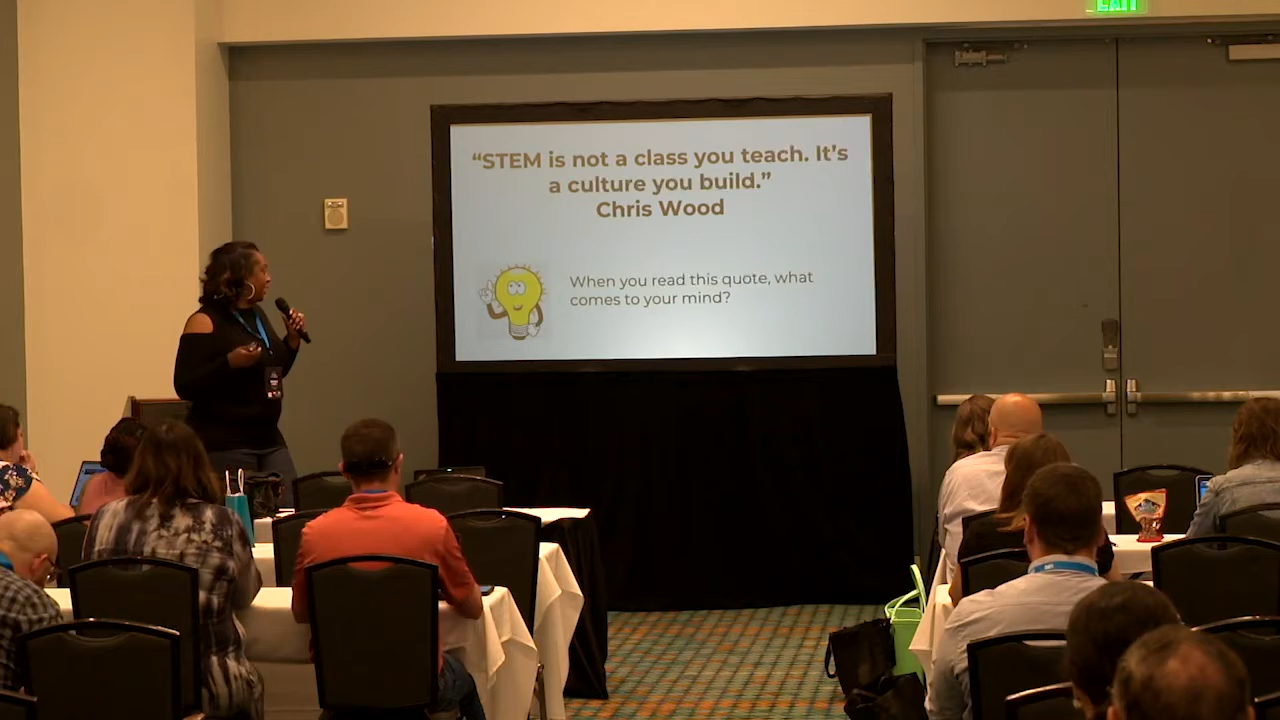 EXIT
“STEM is not a class you teach. It’s
a culture you build.”
Chris Wood
When you read this quote, what
comes to your mind?